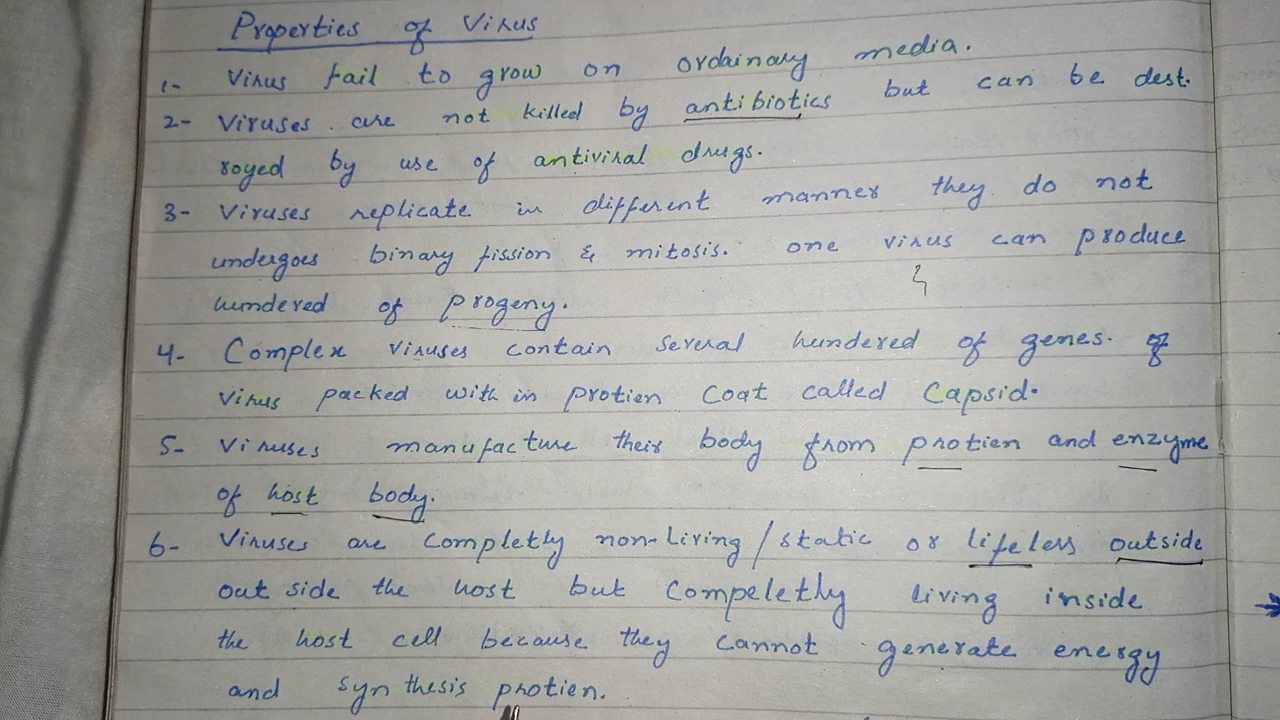 Properties of Virus
1- Virus fail to grow on ordainary media.
2- Viruses are not killed by antibiotics but can be dest.
royed by use of antiviral drugs.
3- Viruses replicate in different manner they do not
undergoes binary fission & mitosis. one virus can produce
hundered of progeny.
4- Complex viruses contain several hundered of genes. of
virus packed with in protien Coat called Capsid.
5- Viruses manufacture their body from protien and enzyme
of host body.
6- Viruses are completly non-living/static or lifeless outside
out side the host but Compeletly living inside
the host cell because they cannot generate energy
and synthesis protien.